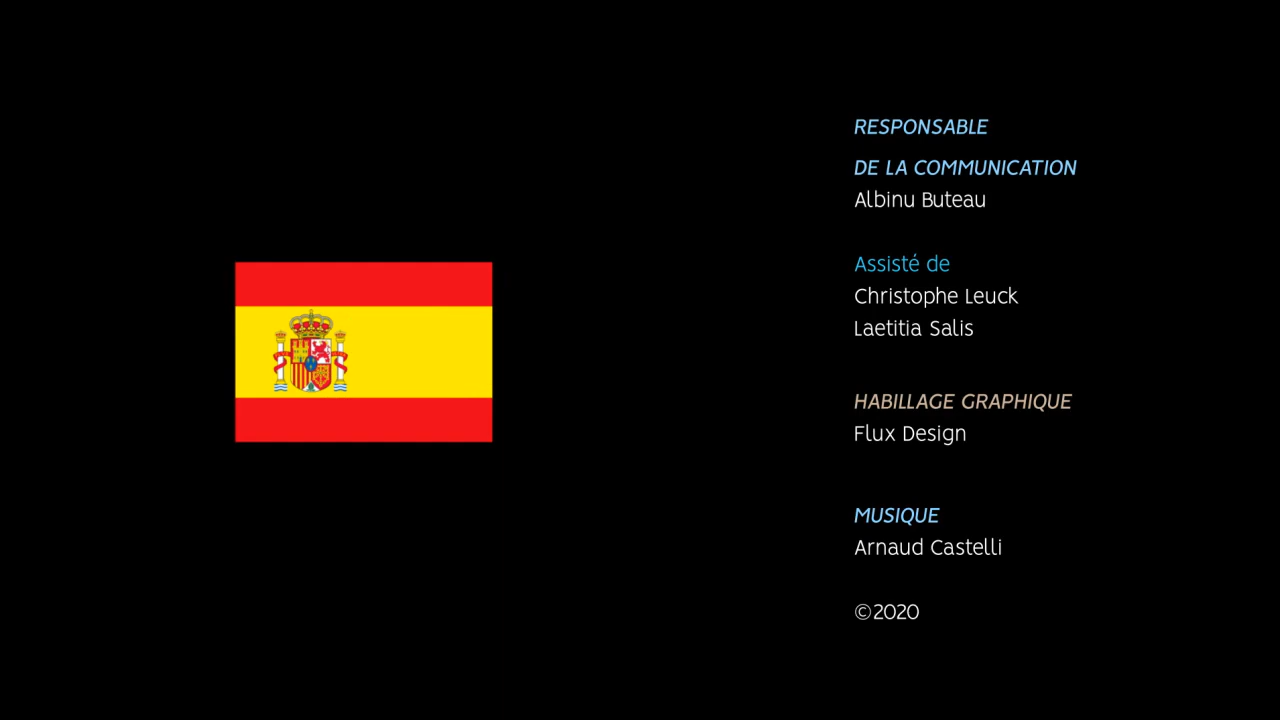 RESPONSABLE
DE LA COMMUNICATION
Albinu Buteau
Assisté de
Christophe Leuck
Laetitia Salis
HABILLAGE GRAPHIQUE
Flux Design
MUSIQUE
Arnaud Castelli
©2020